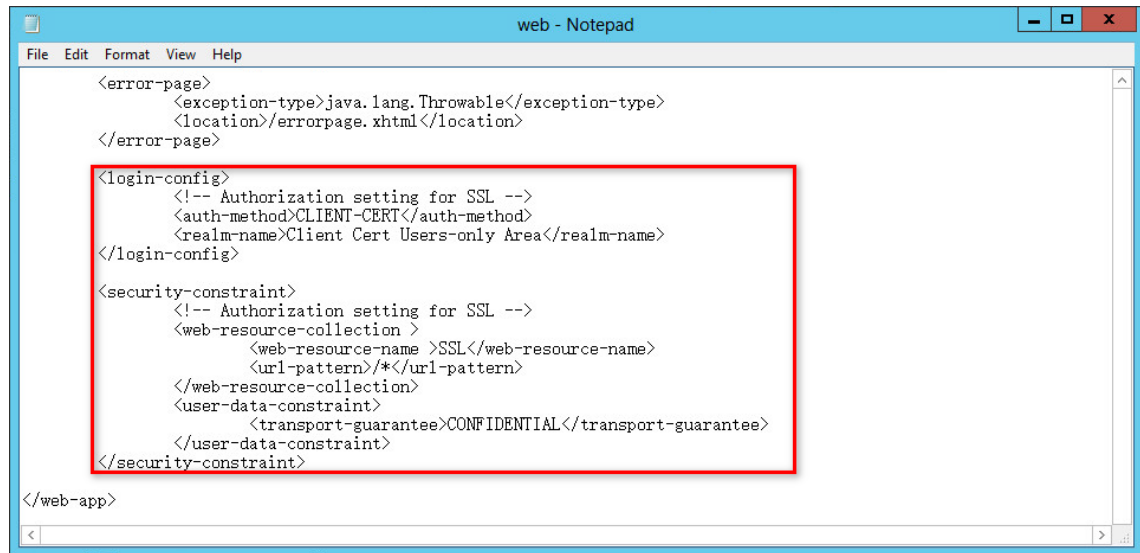 web - Notepad
File Edit Format View Help
<error-page>
<exception-type>java.lang.Throwable</exception-type>
<location>/errorpage.xhtml</location>
</error-page>
<login-config>
<!-- Authorization setting for SSL -->
<auth-method>CLIENT-CERT</auth-method>
<realm-name>Client Cert Users-only Area</realm-name>
</login-config>
<security-constraint>
<!-- Authorization setting for SSL -->
<web-resource-collection >
<web-resource-name >SSL</web-resource-name>
<url-pattern>/*</url-pattern>
</web-resource-collection>
<user-data-constraint>
<transport-guarantee>CONFIDENTIAL</transport-guarantee>
</user-data-constraint>
</security-constraint>
</web-app>